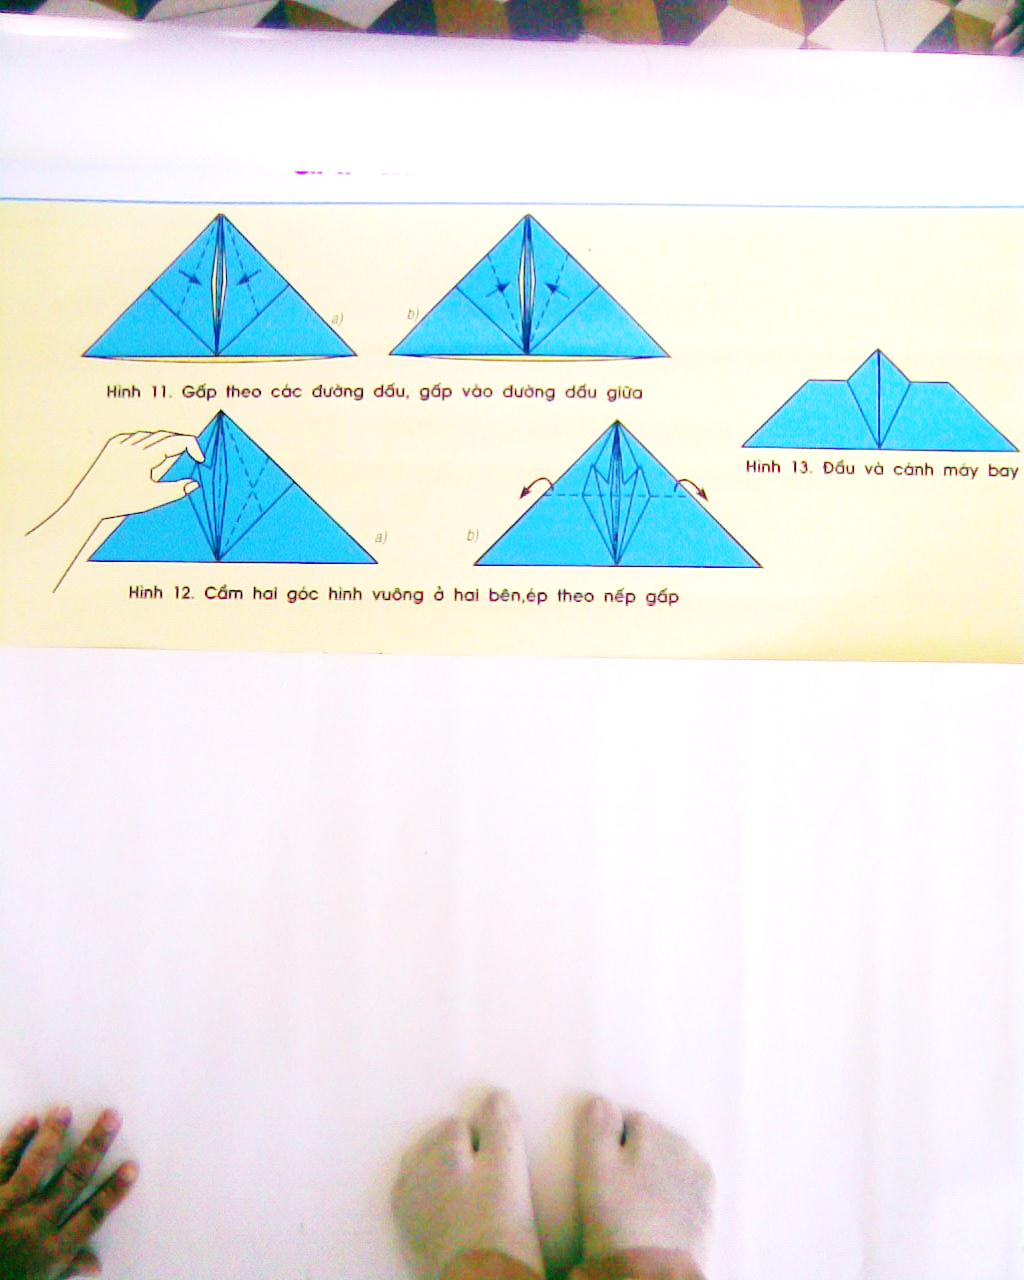 a)
b)
Hình 11. Gấp theo các đường dấu, gấp vào đường dấu giữa
Hình 13. Đầu và cánh máy bay
a)
b)
Hình 12. Cầm hai góc hình vuông ở hai bên,ép theo nếp gấp